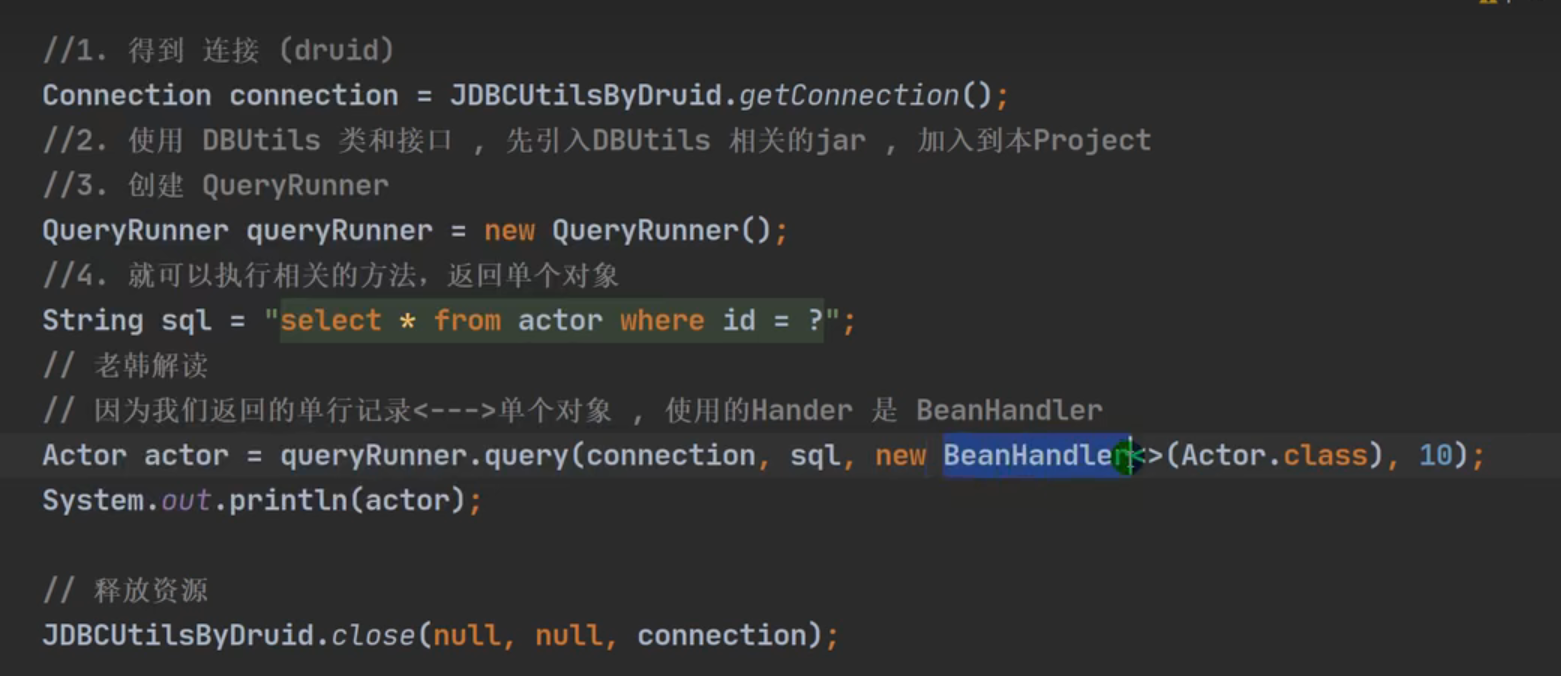 //1. 得到 连接 (druid)
Connection connection = JDBCUtilsByDruid.getConnection();
//2. 使用 DBUtils 类和接口 , 先引入DBUtils 相关的jar , 加入到本Project
//3. 创建 QueryRunner
QueryRunner queryRunner = new QueryRunner();
//4. 就可以执行相关的方法，返回单个对象
String sql = "select * from actor where id = ?";
// 老韩解读
// 因为我们返回的单行记录<--->单个对象 , 使用的Hander 是 BeanHandler
Actor actor = queryRunner.query(connection, sql, new BeanHandler<>(Actor.class), 10);
System.out.println(actor);
// 释放资源
JDBCUtilsByDruid.close(null, null, connection);